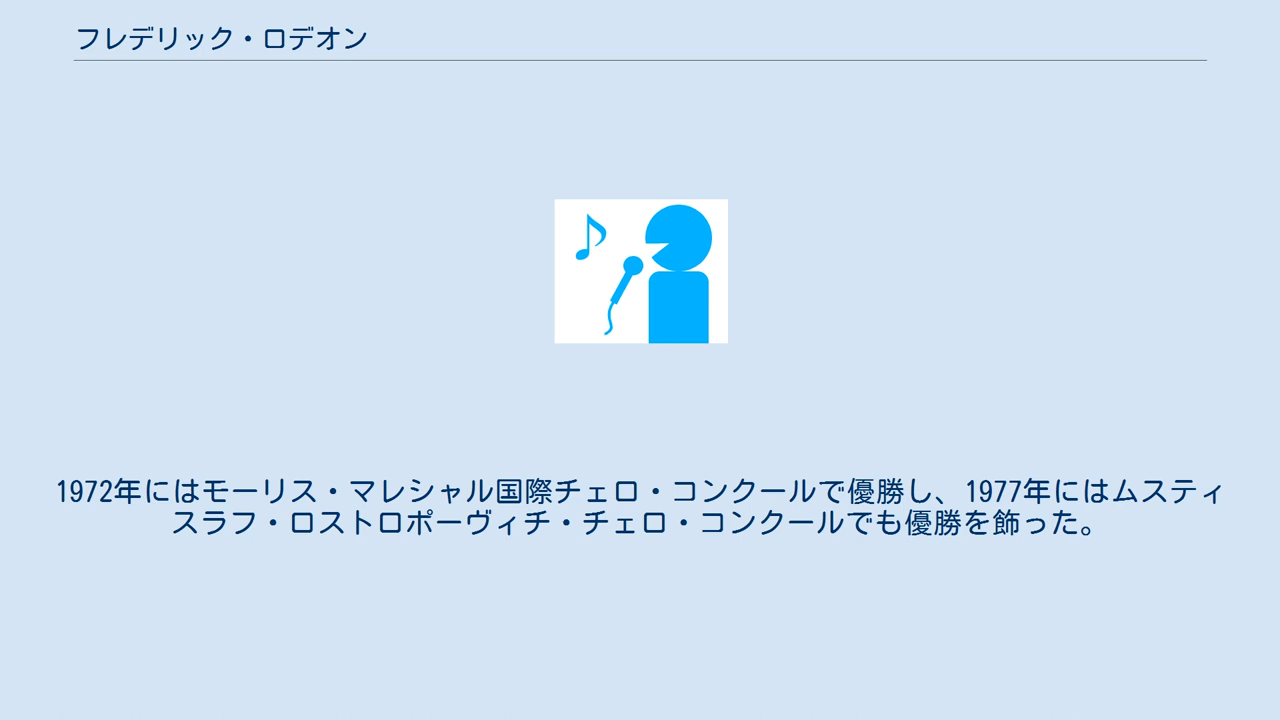 フレデリック・ロデオン
1972年にはモーリス・マレシャル国際チェロ・コンクールで優勝し、1977年にはムスティ
スラフ・ロストロポーヴィチ・チェロ・コンクールでも優勝を飾った。